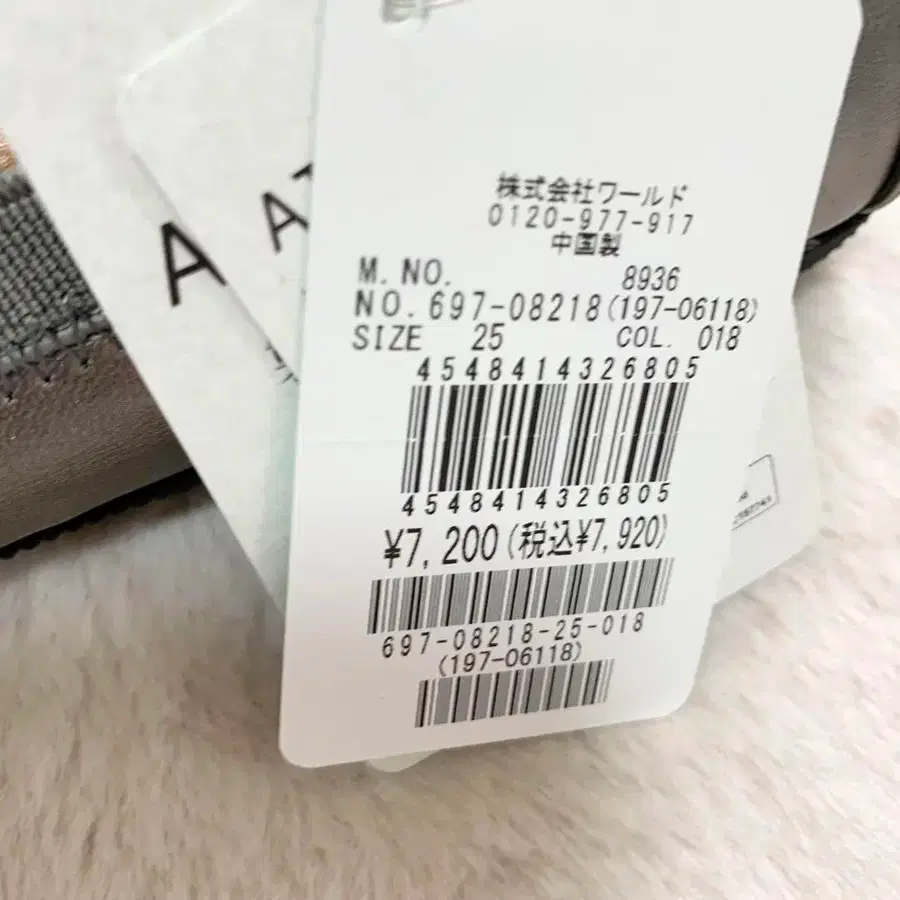 A
AT
株式会社ワールド
0120-977-917
中国製
M.NO. 8936
NO.697-08218(197-06118)
SIZE 25 COL. 018
4548414326805
4548414326805
¥7,200(税込¥7,920)
697-08218-25-018
(197-06118)